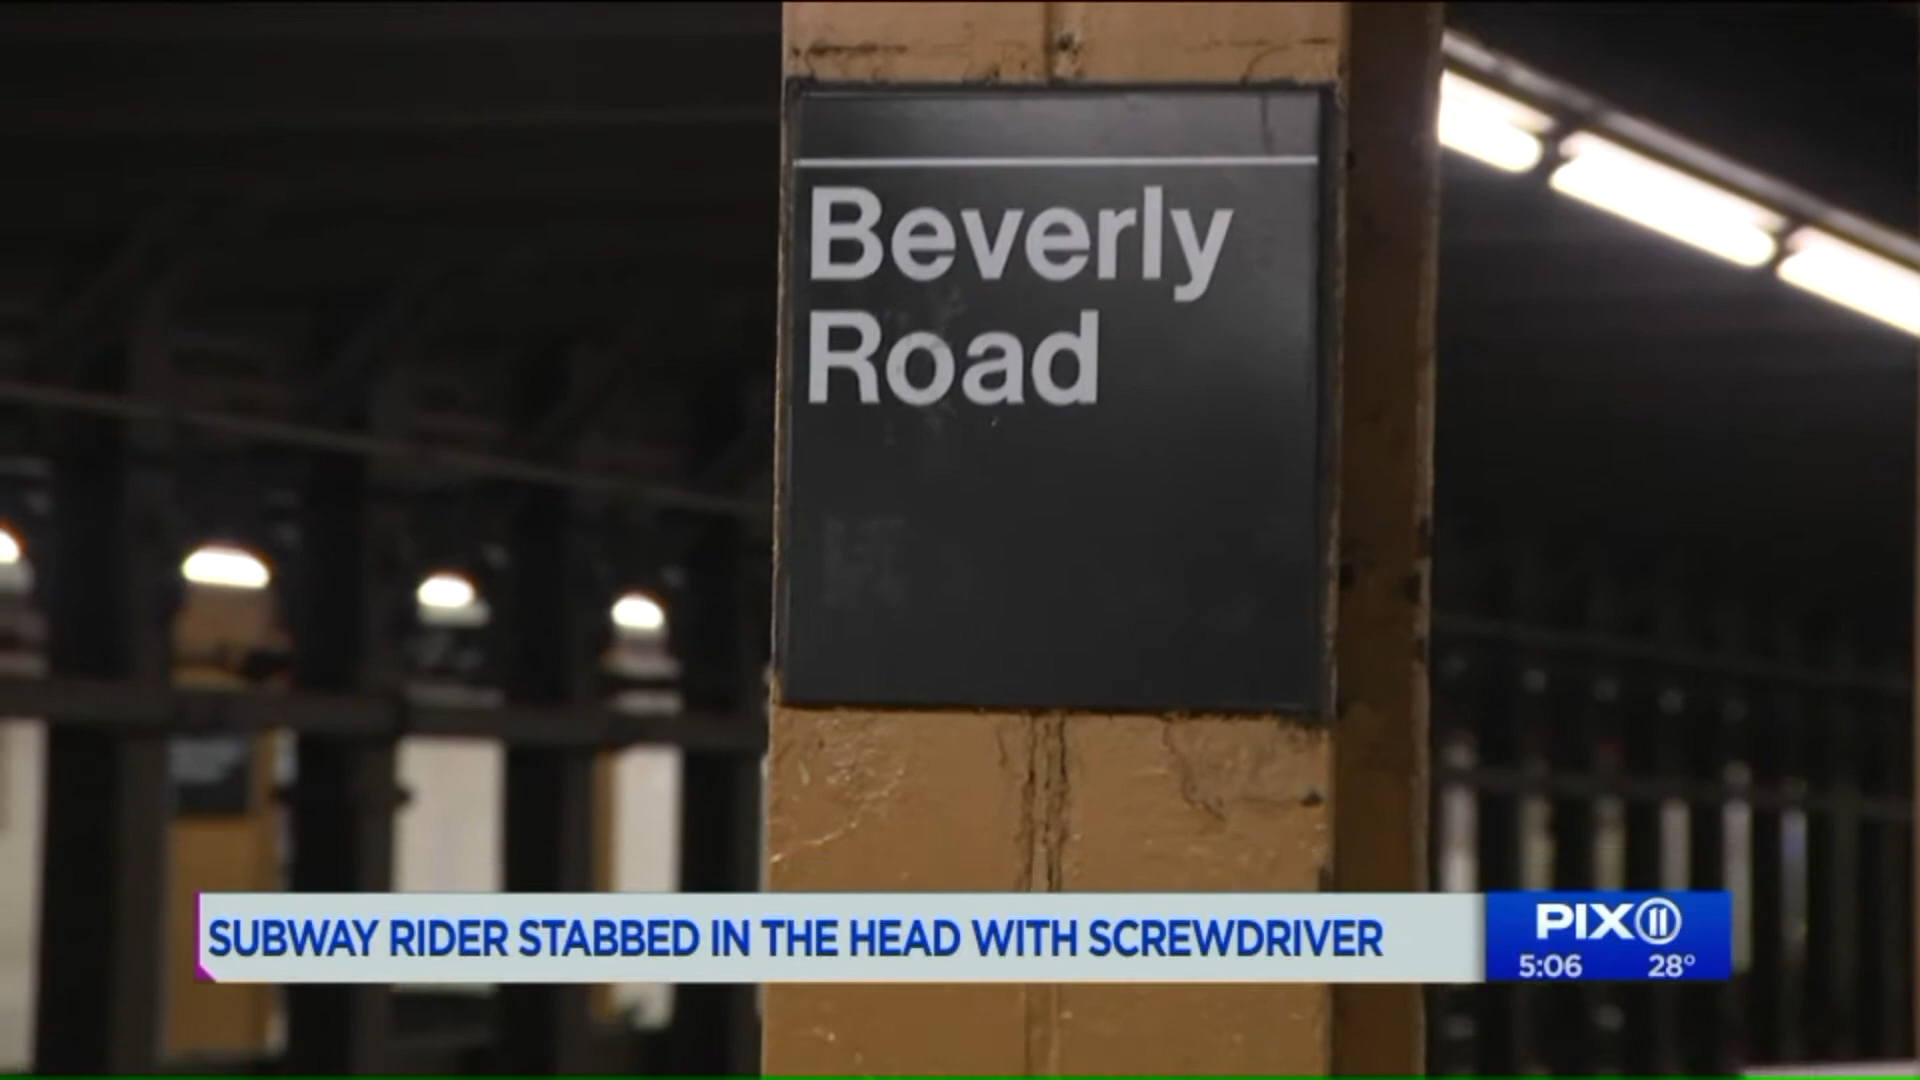 Beverly
Road
SUBWAY RIDER STABBED IN THE HEAD WITH SCREWDRIVER
PIX11
5:06 28°